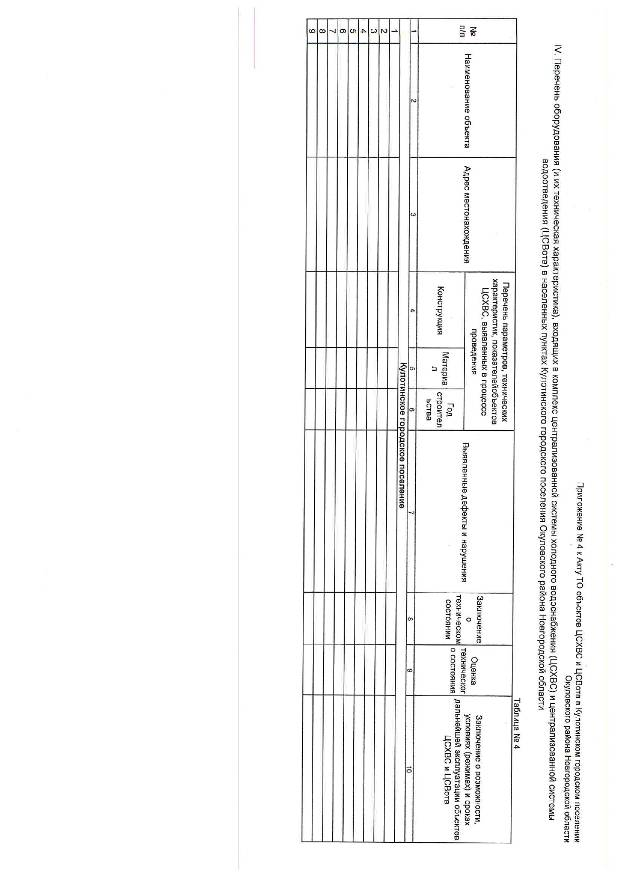 Приложение № 4 к Акту ТО объектов ЦСХВС и ЦСВотв в Кулотинском городском поселении
Окуловского района Новгородской области
IV. Перечень оборудования (и их техническая характеристика), входящих в комплекс централизованной системы холодного водоснабжения (ЦСХВС) и централизованной системы
водоотведения (ЦСВотв) в населенных пунктах Кулотинского городского поселения Окуловского района Новгородской области
Таблица № 4
№
п/п
Наименование объекта
Адрес местонахождения
Перечень параметров, технических
характеристик, показателейобъектов
ЦСХВС, выявленных в процессе
проведения
Конструкция
Материа
л
Год
строител
ьства
Выявленные дефекты и нарушения
Заключение
о
техническом
состоянии
Оценка
техническог
о состояния
Заключение о возможности,
условиях (режимах) и сроках
дальнейшей эксплуатации объектов
ЦСХВС и ЦСВотв
1 2 3 4 5 6 7 8 9 10
Кулотинское городское поселение
1
2
3
4
5
6
7
8
9